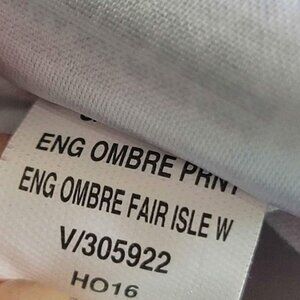 ENG OMBRE PRNT
ENG OMBRE FAIR ISLE W
V/305922
HO16